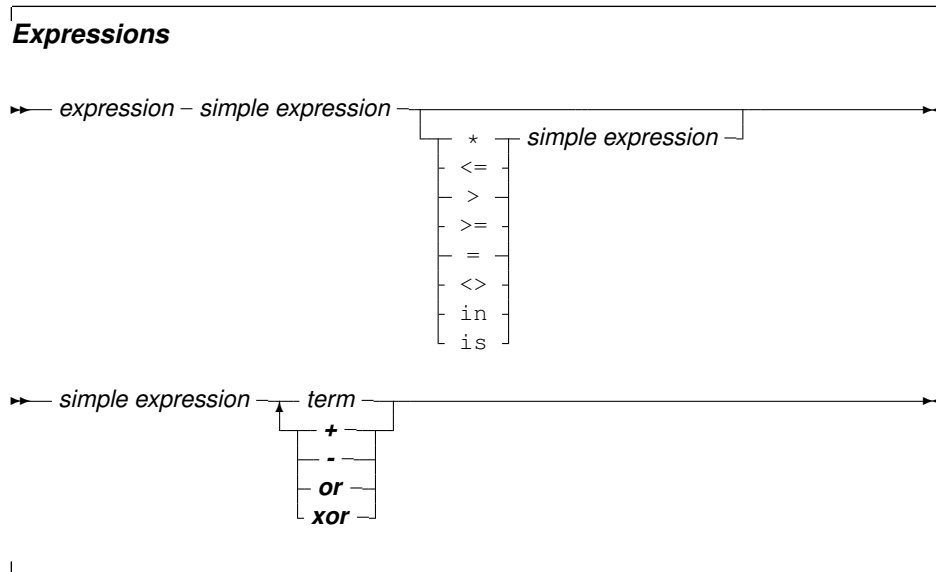 Expressions
expression simple expression
* simple expression
<=
>
>=
=
<>
in
is
simple expression term
+
-
or
xor